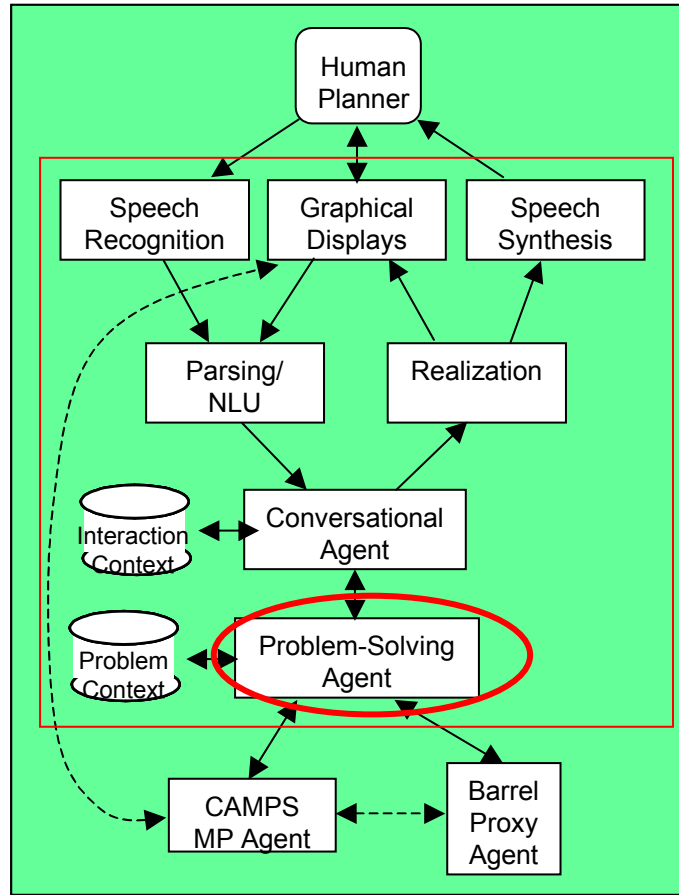 Human
Planner
Speech
Recognition
Graphical
Displays
Speech
Synthesis
Parsing/
NLU
Realization
Interaction
Context
Conversational
Agent
Problem
Context
Problem-Solving
Agent
CAMPS
MP Agent
Barrel
Proxy
Agent